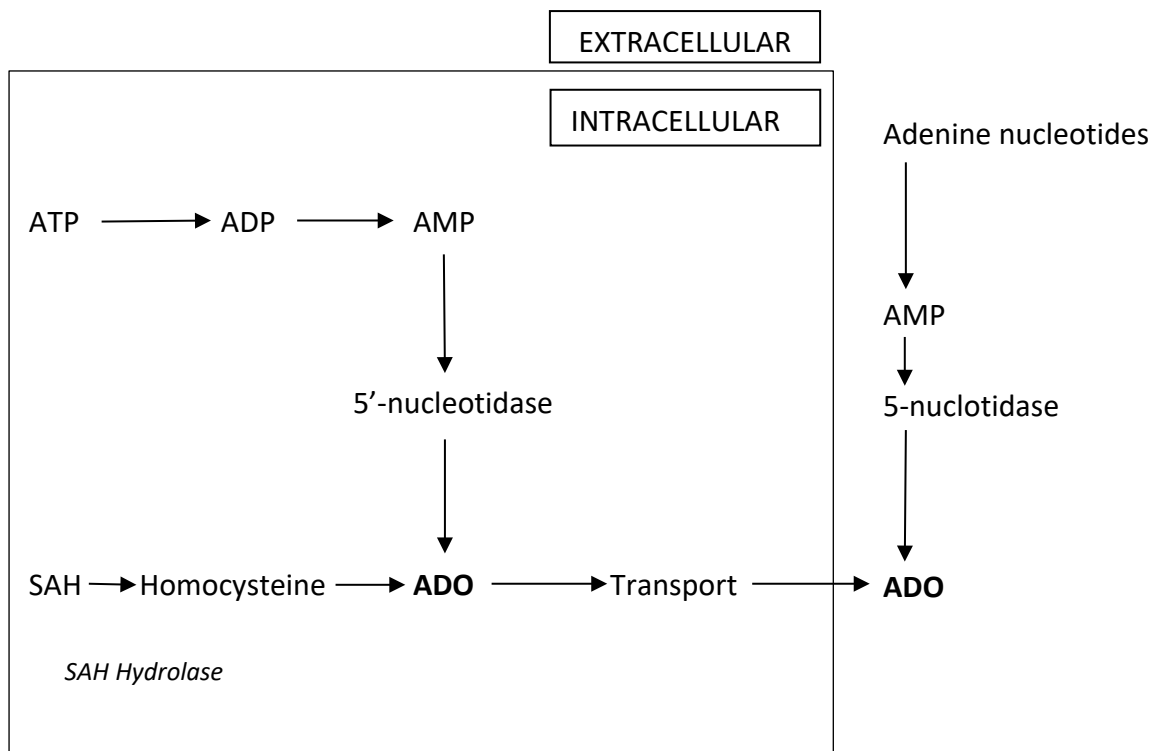 EXTRACELLULAR
INTRACELLULAR
Adenine nucleotides
ATP ADP AMP
AMP
5’-nucleotidase 5-nuclotidase
SAH Homocysteine ADO Transport ADO
SAH Hydrolase